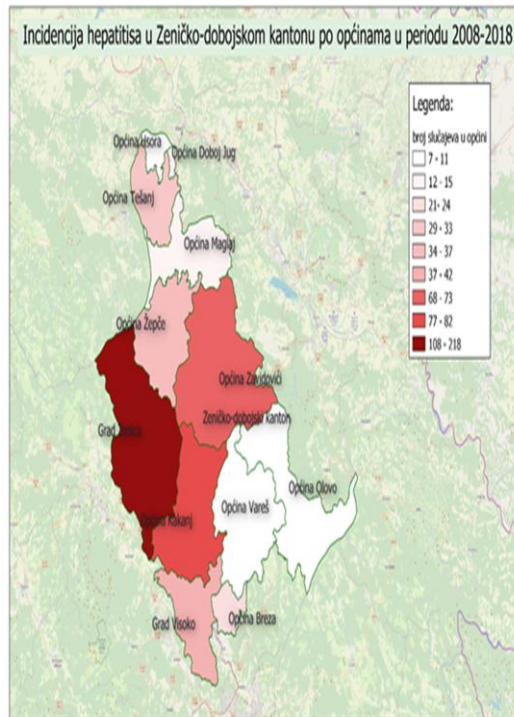 Incidencija hepatitisa u Zeničko-dobojskom kantonu po općinama u periodu 2008-2018
Legenda:
broj slučajeva u općini
7 - 11
12 - 15
21- 24
29 - 33
34 - 37
37 - 42
68 - 73
77 - 82
108 - 218
Općina Usora
Općina Doboj Jug
Općina Tešanj
Općina Maglaj
Općina Žepče
Općina Zavidovići
Zeničko-dobojski kanton
Grad Zenica
Općina Olovo
Općina Vareš
Općina Kakanj
Grad Visoko
Općina Breza